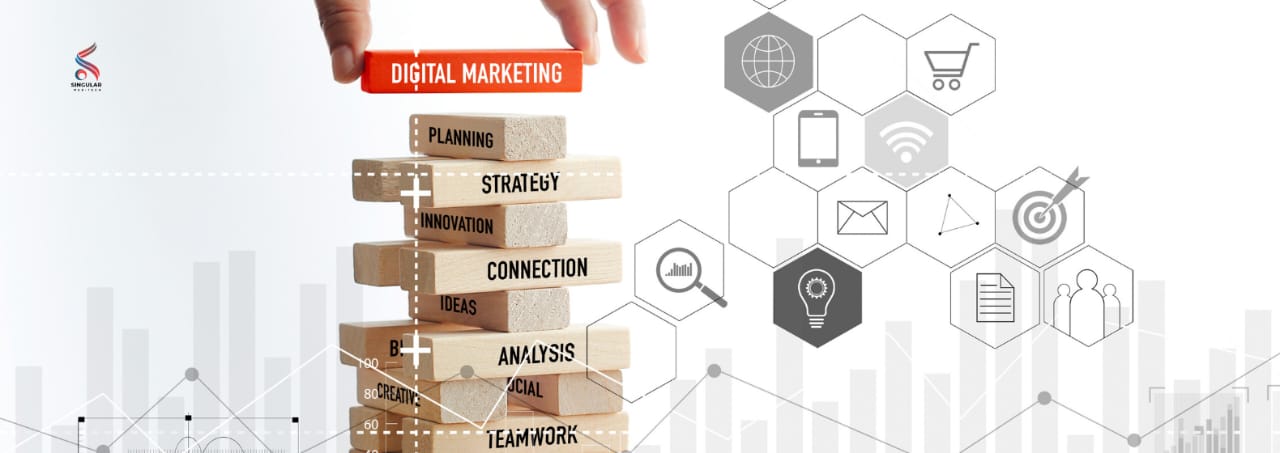 SINGULAR
DIGITAL MARKETING
PLANNING
STRATEGY
INNOVATION
CONNECTION
IDEAS
ANALYSIS
100
CREATIVE
80
60
TEAMWORK